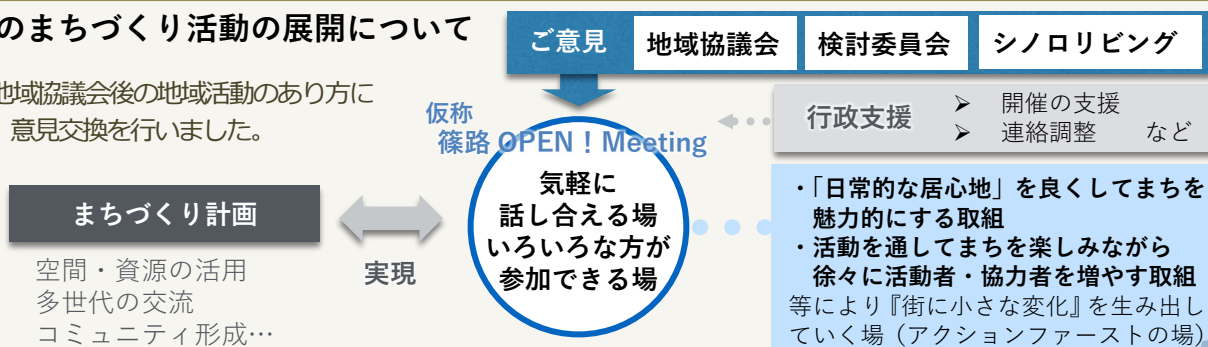 のまちづくり活動の展開について
地域協議会後の地域活動のあり方に
意見交換を行いました。
ご意見 地域協議会 検討委員会 シノロリビング
仮称
篠路 OPEN！Meeting
気軽に
話し合える場
いろいろな方が
参加できる場
行政支援
➢ 開催の支援
➢ 連絡調整 など
まちづくり計画
空間・資源の活用
多世代の交流
コミュニティ形成…
実現
・「日常的な居心地」を良くしてまちを
魅力的にする取組
・活動を通してまちを楽しみながら
徐々に活動者・協力者を増やす取組
等により『街に小さな変化』を生み出し
ていく場（アクションファーストの場）